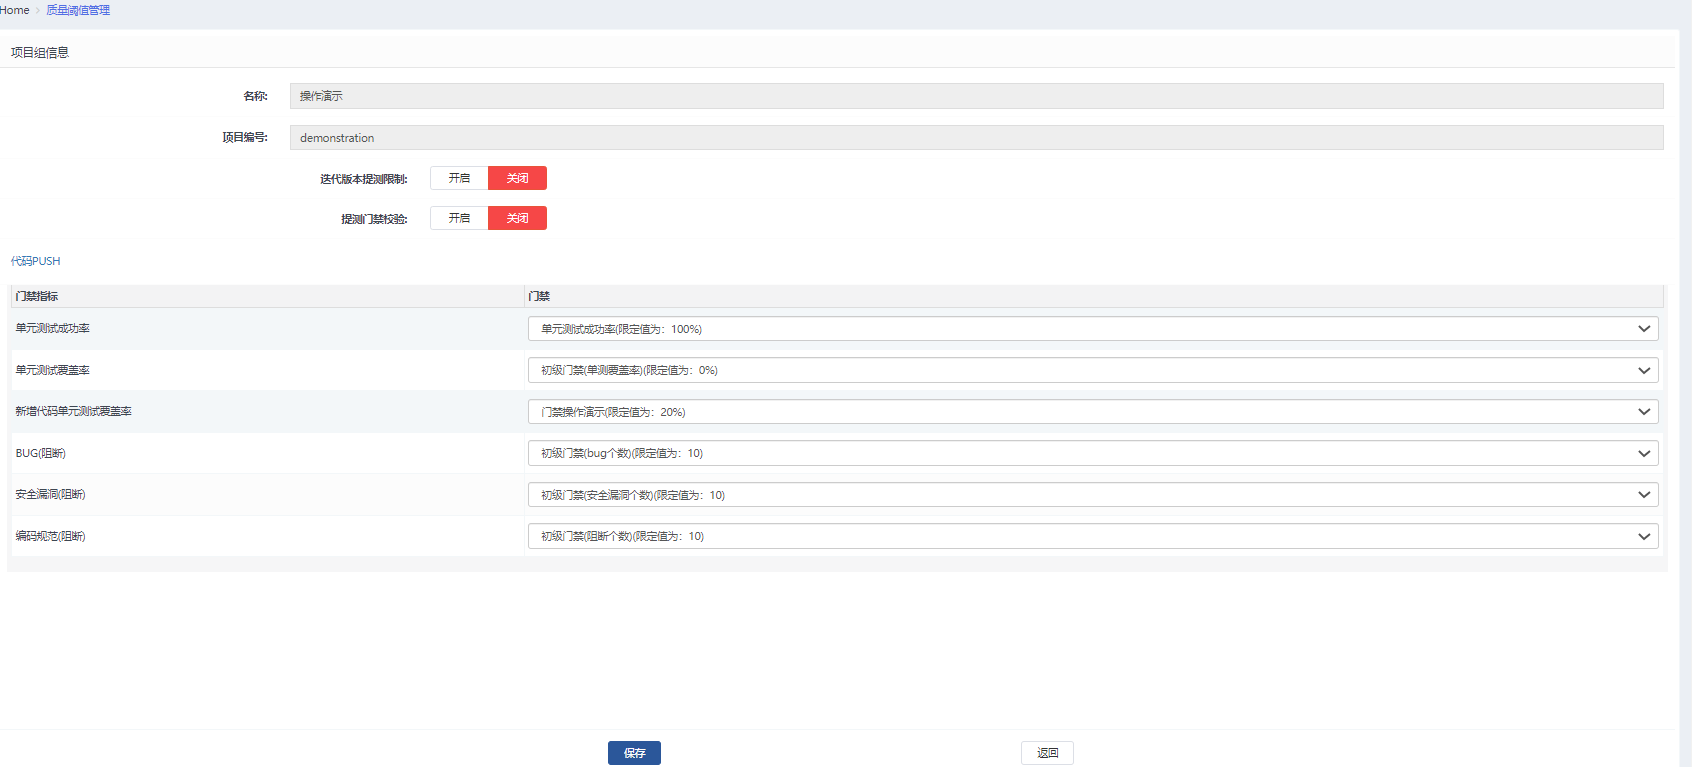 Home > 质量阈值管理
项目组信息
名称: 操作演示
项目编号: demonstration
迭代版本提测限制: 开启 关闭
提测门禁校验: 开启 关闭
代码PUSH
门禁指标 门禁
单元测试成功率 单元测试成功率(限定值为：100%)
单元测试覆盖率 初级门禁(单测覆盖率)(限定值为：0%)
新增代码单元测试覆盖率 门禁操作演示(限定值为：20%)
BUG(阻断) 初级门禁(bug个数)(限定值为：10)
安全漏洞(阻断) 初级门禁(安全漏洞个数)(限定值为：10)
编码规范(阻断) 初级门禁(阻断个数)(限定值为：10)
保存 返回